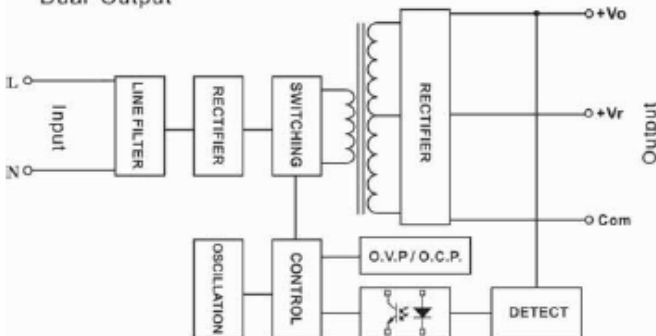 Dual Output
L
N
Input
LINE FILTER
RECTIFIER
SWITCHING
RECTIFIER
+Vo
+Vr
Com
Output
OSCILLATION
CONTROL
O.V.P / O.C.P.
DETECT